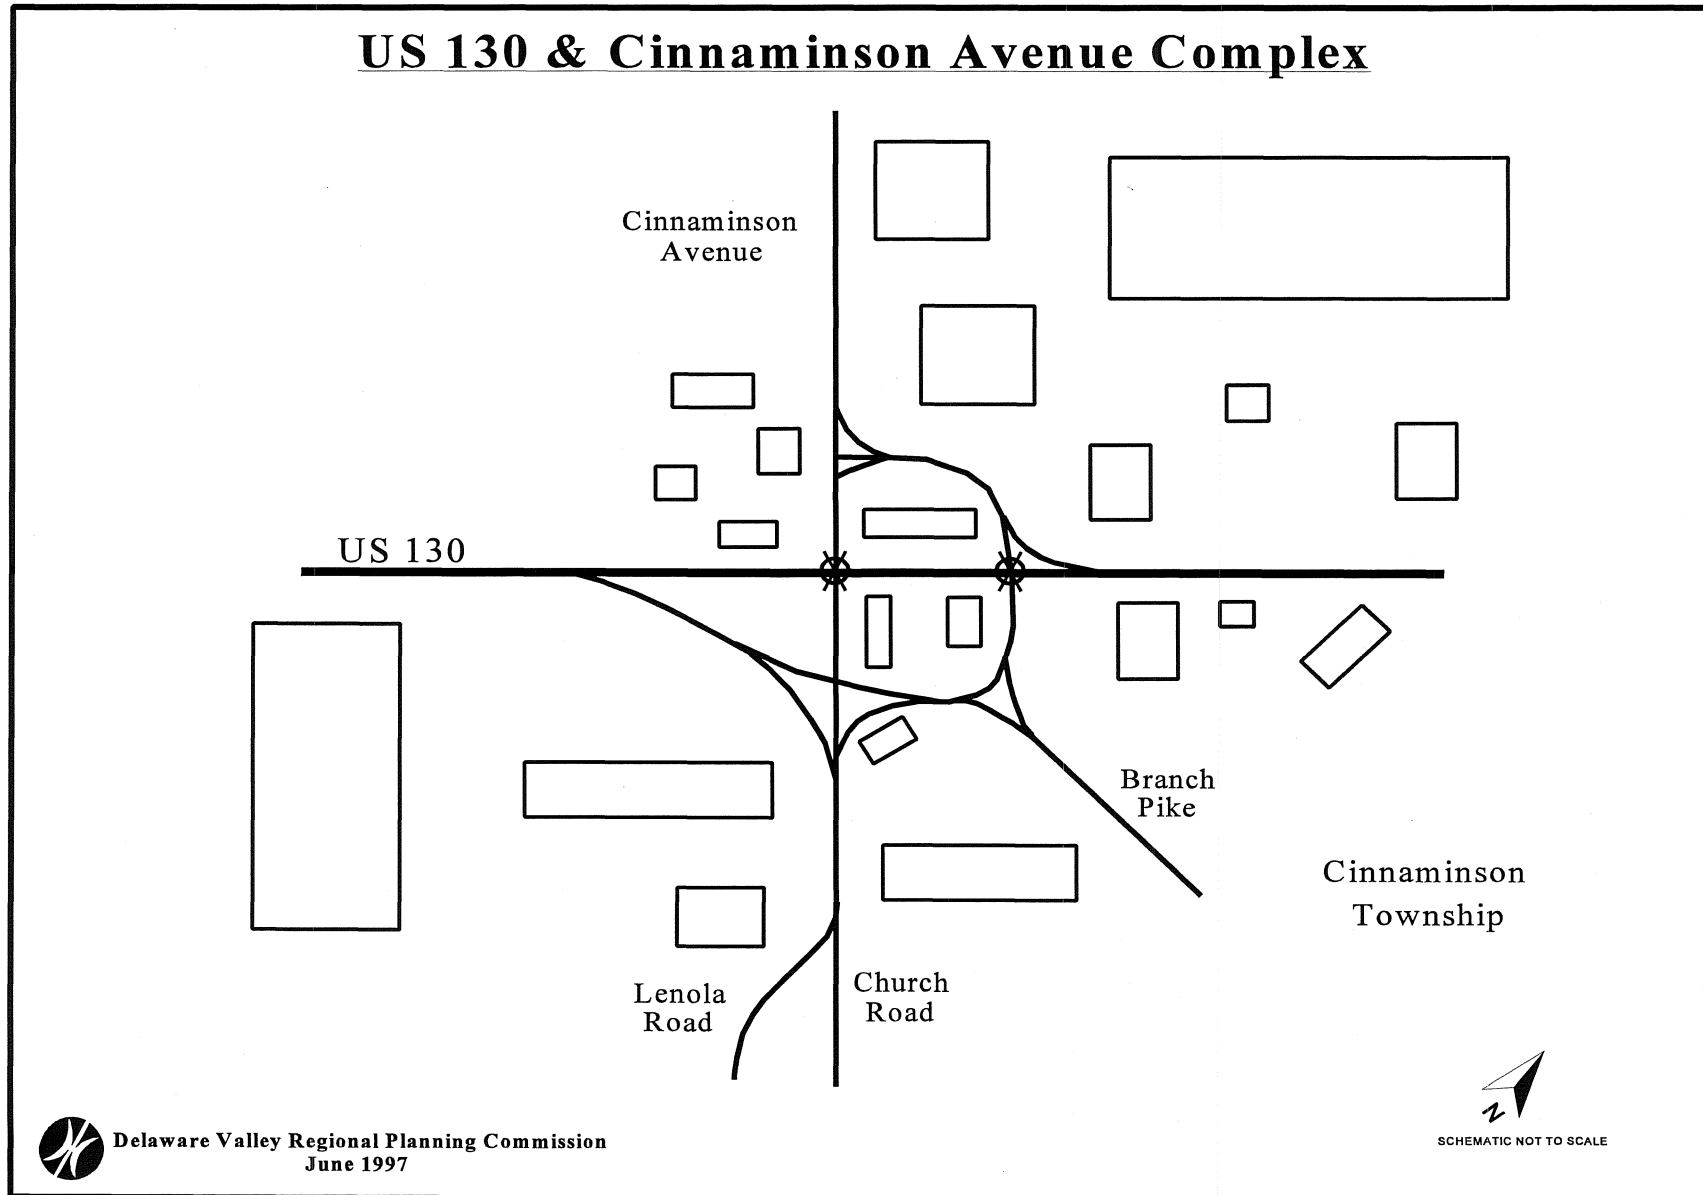 US 130 & Cinnaminson Avenue Complex
Cinnaminson
Avenue
US 130
Branch
Pike
Cinnaminson
Township
Lenola
Road
Church
Road
N
SCHEMATIC NOT TO SCALE
Delaware Valley Regional Planning Commission
June 1997